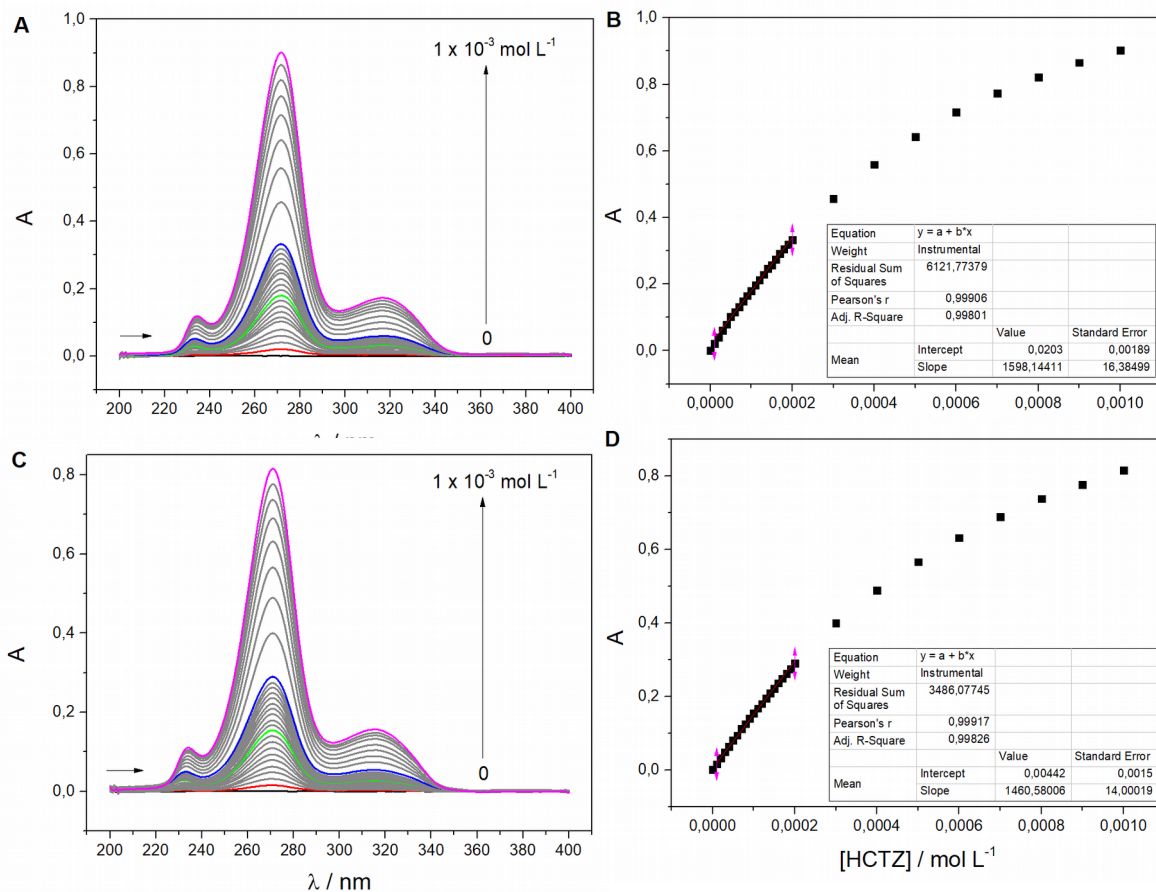 A
1,0
0,8
0,6
0,4
0,2
0,0
A
1 x 10⁻³ mol L⁻¹
0
200 220 240 260 280 300 320 340 360 380 400
B
1,0
0,8
0,6
0,4
0,2
0,0
A
Equation y = a + b*x
Weight Instrumental
Residual Sum of Squares 6121,77379
Pearson's r 0,99906
Adj. R-Square 0,99801
Value Standard Error
Mean Intercept 0,0203 0,00189
Slope 1598,14411 16,38499
0,0000 0,0002 0,0004 0,0006 0,0008 0,0010
C
0,8
0,6
0,4
0,2
0,0
A
1 x 10⁻³ mol L⁻¹
0
200 220 240 260 280 300 320 340 360 380 400
λ / nm
D
0,8
0,6
0,4
0,2
0,0
A
Equation y = a + b*x
Weight Instrumental
Residual Sum of Squares 3486,07745
Pearson's r 0,99917
Adj. R-Square 0,99826
Value Standard Error
Mean Intercept 0,00442 0,0015
Slope 1460,58006 14,00019
0,0000 0,0002 0,0004 0,0006 0,0008 0,0010
[HCTZ] / mol L⁻¹